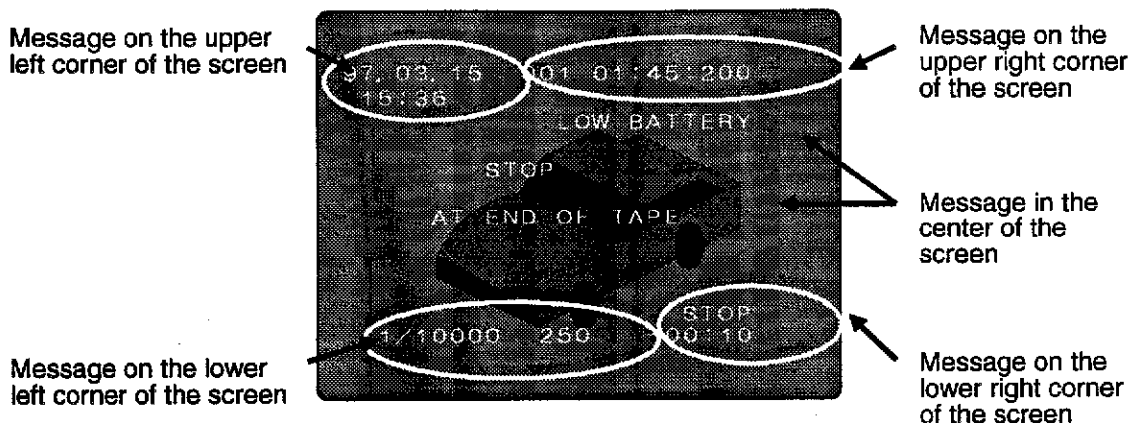 Message on the upper
left corner of the screen
97. 03. 15
15:36
001 01:45:200
Message on the
upper right corner
of the screen
LOW BATTERY
STOP
AT END OF TAPE
Message in the
center of the
screen
1/10000 250
STOP
00:10
Message on the lower
left corner of the screen
Message on the
lower right corner
of the screen